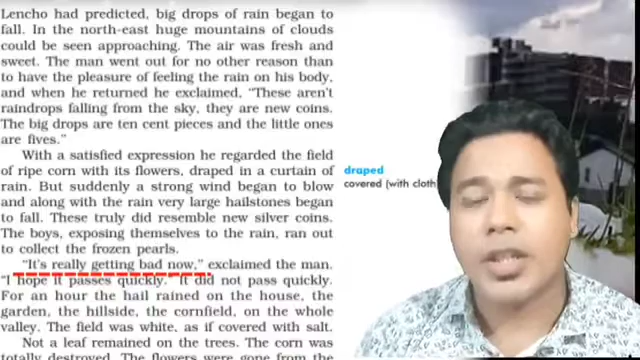 Lencho had predicted, big drops of rain began to
fall. In the north-east huge mountains of clouds
could be seen approaching. The air was fresh and
sweet. The man went out for no other reason than
to have the pleasure of feeling the rain on his body,
and when he returned he exclaimed, “These aren’t
raindrops falling from the sky, they are new coins.
The big drops are ten cent pieces and the little ones
are fives.”
With a satisfied expression he regarded the field
of ripe corn with its flowers, draped in a curtain of
rain. But suddenly a strong wind began to blow
and along with the rain very large hailstones began
to fall. These truly did resemble new silver coins.
The boys, exposing themselves to the rain, ran out
to collect the frozen pearls.
“It’s really getting bad now,” exclaimed the man.
“I hope it passes quickly.” It did not pass quickly.
For an hour the hail rained on the house, the
garden, the hillside, the cornfield, on the whole
valley. The field was white, as if covered with salt.
Not a leaf remained on the trees. The corn was
totally destroyed. The flowers were gone from the
draped
covered (with cloth